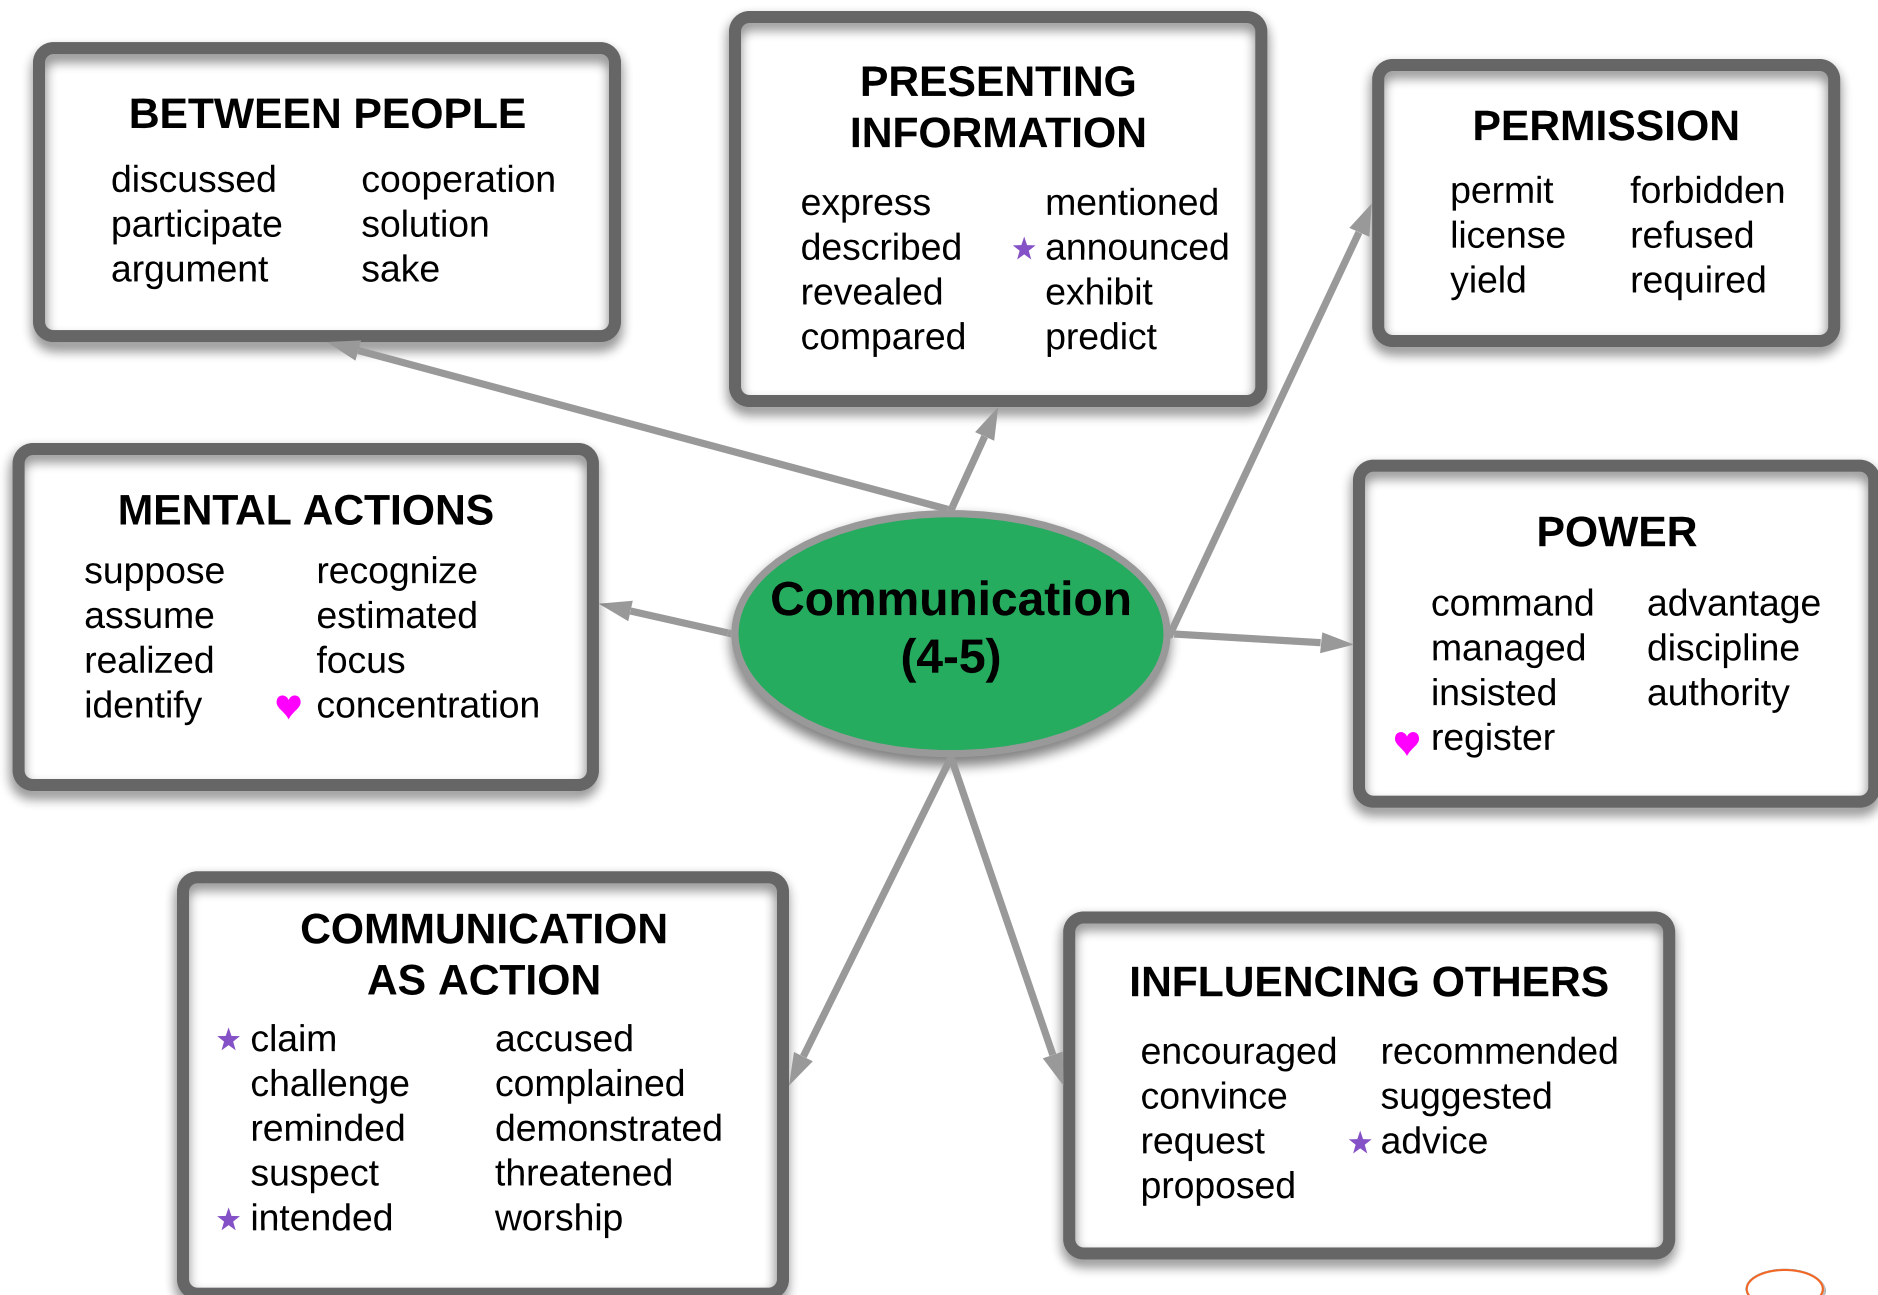 BETWEEN PEOPLE
discussed cooperation
participate solution
argument sake
PRESENTING
INFORMATION
express mentioned
described ★ announced
revealed exhibit
compared predict
PERMISSION
permit forbidden
license refused
yield required
MENTAL ACTIONS
suppose recognize
assume estimated
realized focus
identify ♥ concentration
Communication
(4-5)
POWER
command advantage
managed discipline
insisted authority
♥ register
COMMUNICATION
AS ACTION
★ claim accused
challenge complained
reminded demonstrated
suspect threatened
★ intended worship
INFLUENCING OTHERS
encouraged recommended
convince suggested
request ★ advice
proposed